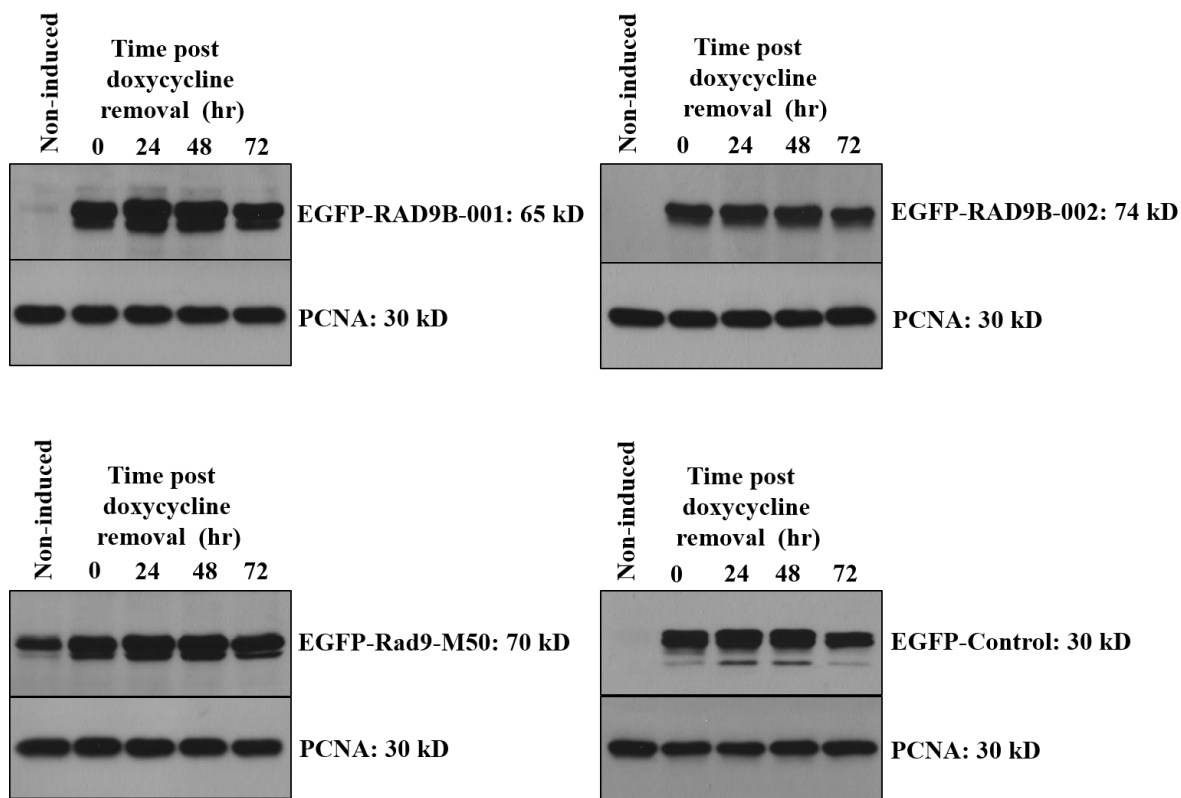 Non-induced
Time post
doxycycline
removal (hr)
0 24 48 72
EGFP-RAD9B-001: 65 kD
PCNA: 30 kD
Non-induced
Time post
doxycycline
removal (hr)
0 24 48 72
EGFP-RAD9B-002: 74 kD
PCNA: 30 kD
Non-induced
Time post
doxycycline
removal (hr)
0 24 48 72
EGFP-Rad9-M50: 70 kD
PCNA: 30 kD
Non-induced
Time post
doxycycline
removal (hr)
0 24 48 72
EGFP-Control: 30 kD
PCNA: 30 kD